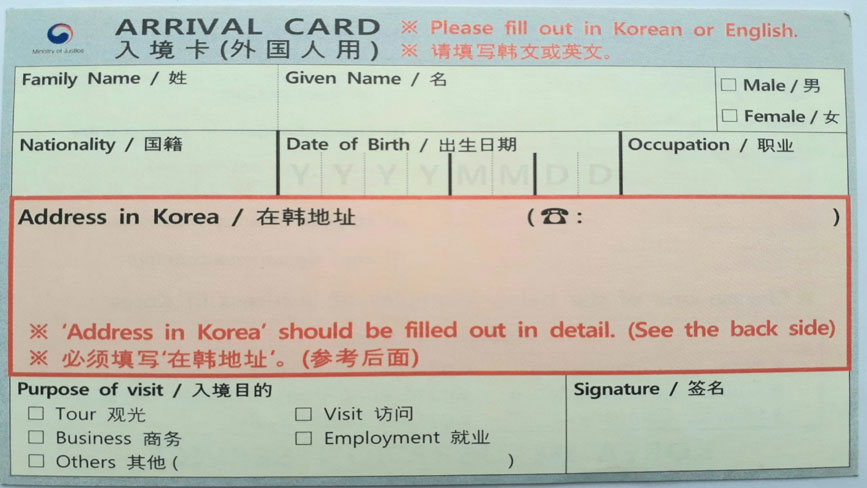 ARRIVAL CARD ※ Please fill out in Korean or English.
入境卡(外国人用) ※ 请填写韩文或英文。
Ministry of Justice
Family Name / 姓 Given Name / 名
□ Male / 男
□ Female / 女
Nationality / 国籍 Date of Birth / 出生日期 Occupation / 职业
Y Y Y Y M M D D
Address in Korea / 在韩地址 (☎ : )
※ ‘Address in Korea’ should be filled out in detail. (See the back side)
※ 必须填写‘在韩地址’。(参考后面)
Purpose of visit / 入境目的 Signature / 签名
□ Tour 观光 □ Visit 访问
□ Business 商务 □ Employment 就业
□ Others 其他 ( )